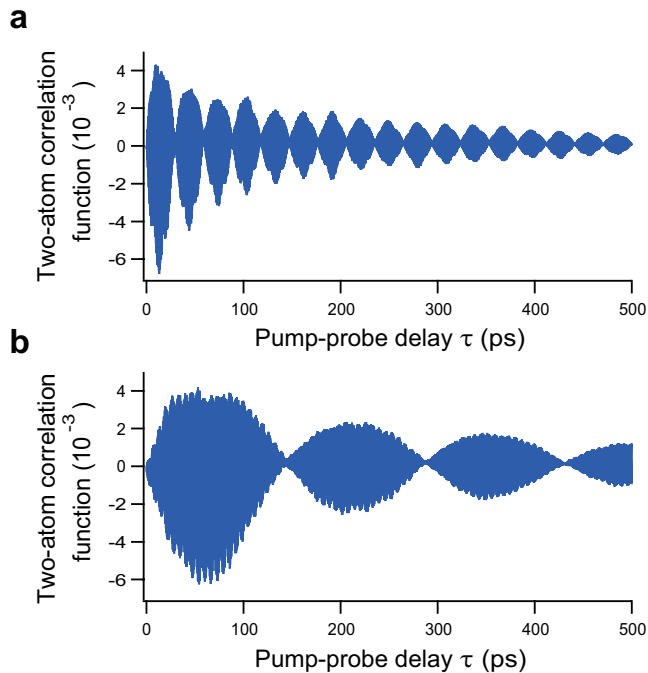 a
Two-atom correlation
function (10⁻³)
4
2
0
-2
-4
-6
0 100 200 300 400 500
Pump-probe delay τ (ps)
b
Two-atom correlation
function (10⁻³)
4
2
0
-2
-4
-6
0 100 200 300 400 500
Pump-probe delay τ (ps)